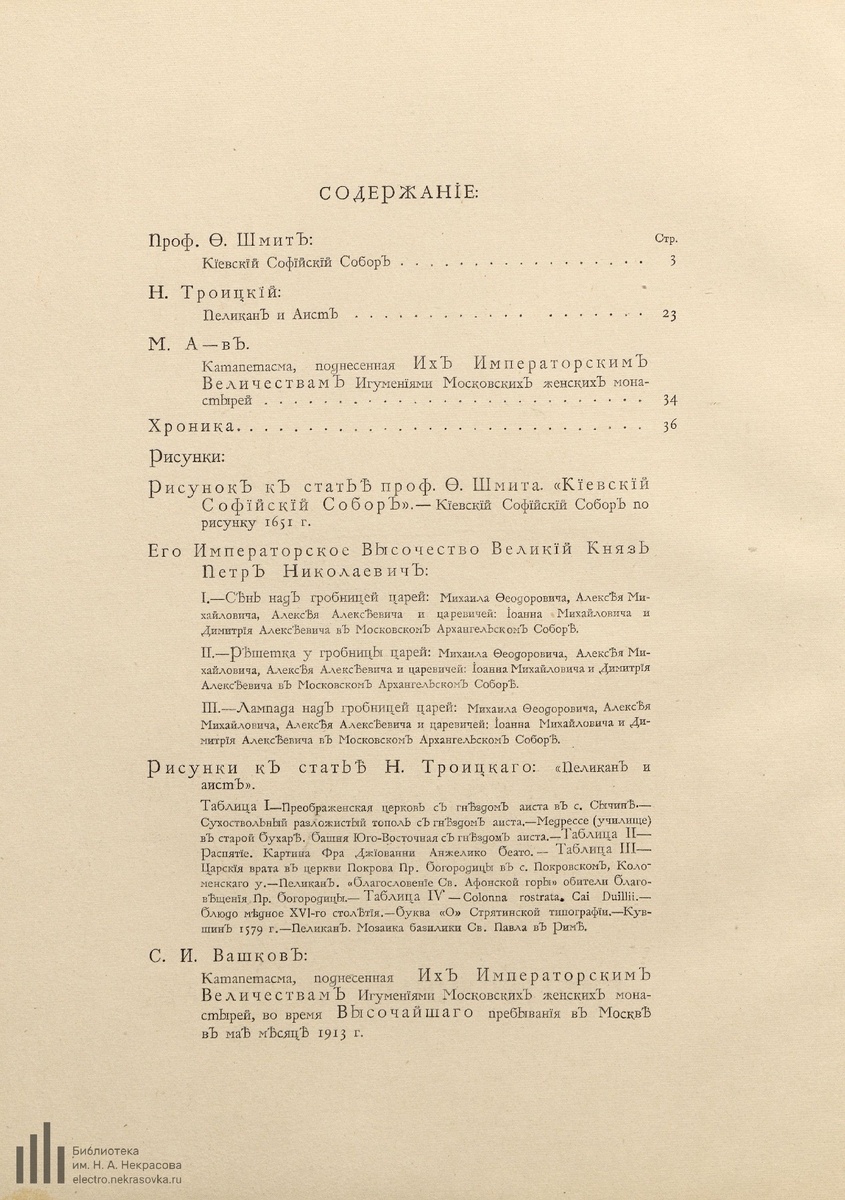 СОДЕРЖАНІЕ:
Проф. Ѳ. Шмитъ: Стр.
Кіевскій Софійскій Соборъ . . . . . . . . . . . . . . . . . 3
Н. Троицкій:
Пеликанъ и Аистъ . . . . . . . . . . . . . . . . . . 23
М. А—въ.
Катапетасма, поднесенная Ихъ Императорскимъ
Величествамъ Игуменіями Московскихъ женскихъ мона-
стырей . . . . . . . . . . . . . . . . . . . . . . . . . . 34
Хроника. . . . . . . . . . . . . . . . . . . . . . . . . . . 36
Рисунки:
Рисунокъ къ статьѣ проф. Ѳ. Шмита. «Кіевскій
Софійскій Соборъ».— Кіевскій Софійскій Соборъ по
рисунку 1651 г.
Его Императорское Высочество Великій Князь
Петръ Николаевичъ:
I.—Сѣнь надъ гробницей царей: Михаила Ѳеодоровича, Алексѣя Ми-
хайловича, Алексѣя Алексѣевича и царевичей: Іоанна Михайловича и
Димитрія Алексѣевича въ Московскомъ Архангельскомъ Соборѣ.
II.—Рѣшетка у гробницы царей: Михаила Ѳеодоровича, Алексѣя Ми-
хайловича, Алексѣя Алексѣевича и царевичей: Іоанна Михайловича и Димитрія
Алексѣевича въ Московскомъ Архангельскомъ Соборѣ.
III.—Лампада надъ гробницей царей: Михаила Ѳеодоровича, Алексѣя
Михайловича, Алексѣя Алексѣевича и царевичей: Іоанна Михайловича и Ди-
митрія Алексѣевича въ Московскомъ Архангельскомъ Соборѣ.
Рисунки къ статьѣ Н. Троицкаго: «Пеликанъ и
аистъ».
Таблица I—Преображенская церковь съ гнѣздомъ аиста въ с. Сычинѣ.—
Сухоствольный разложистый тополь съ гнѣздомъ аиста.—Медрессе (училище)
въ старой Бухарѣ. Башня Юго-Восточная съ гнѣздомъ аиста.—Таблица II—
Распятіе. Картина Фра Джіованни Анжелико Беато.— Таблица III—
Царскія врата въ церкви Покрова Пр. Богородицы въ с. Покровскомъ, Коло-
менскаго у.—Пеликанъ. «Благословеніе Св. Афонской горы» обители Благо-
вѣщенія Пр. Богородицы.— Таблица IV — Colonna rostrata. Cai Duillii.—
Блюдо мѣдное XVI-го столѣтія.—Буква «О» Стрятинской типографіи.—Кув-
шинъ 1579 г.—Пеликанъ. Мозаика базилики Св. Павла въ Римѣ.
С. И. Вашковъ:
Катапетасма, поднесенная Ихъ Императорскимъ
Величествамъ Игуменіями Московскихъ женскихъ мона-
стырей, во время Высочайшаго пребыванія въ Москвѣ
въ маѣ мѣсяцѣ 1913 г.
Библиотека
им. Н. А. Некрасова
electro.nekrasovka.ru